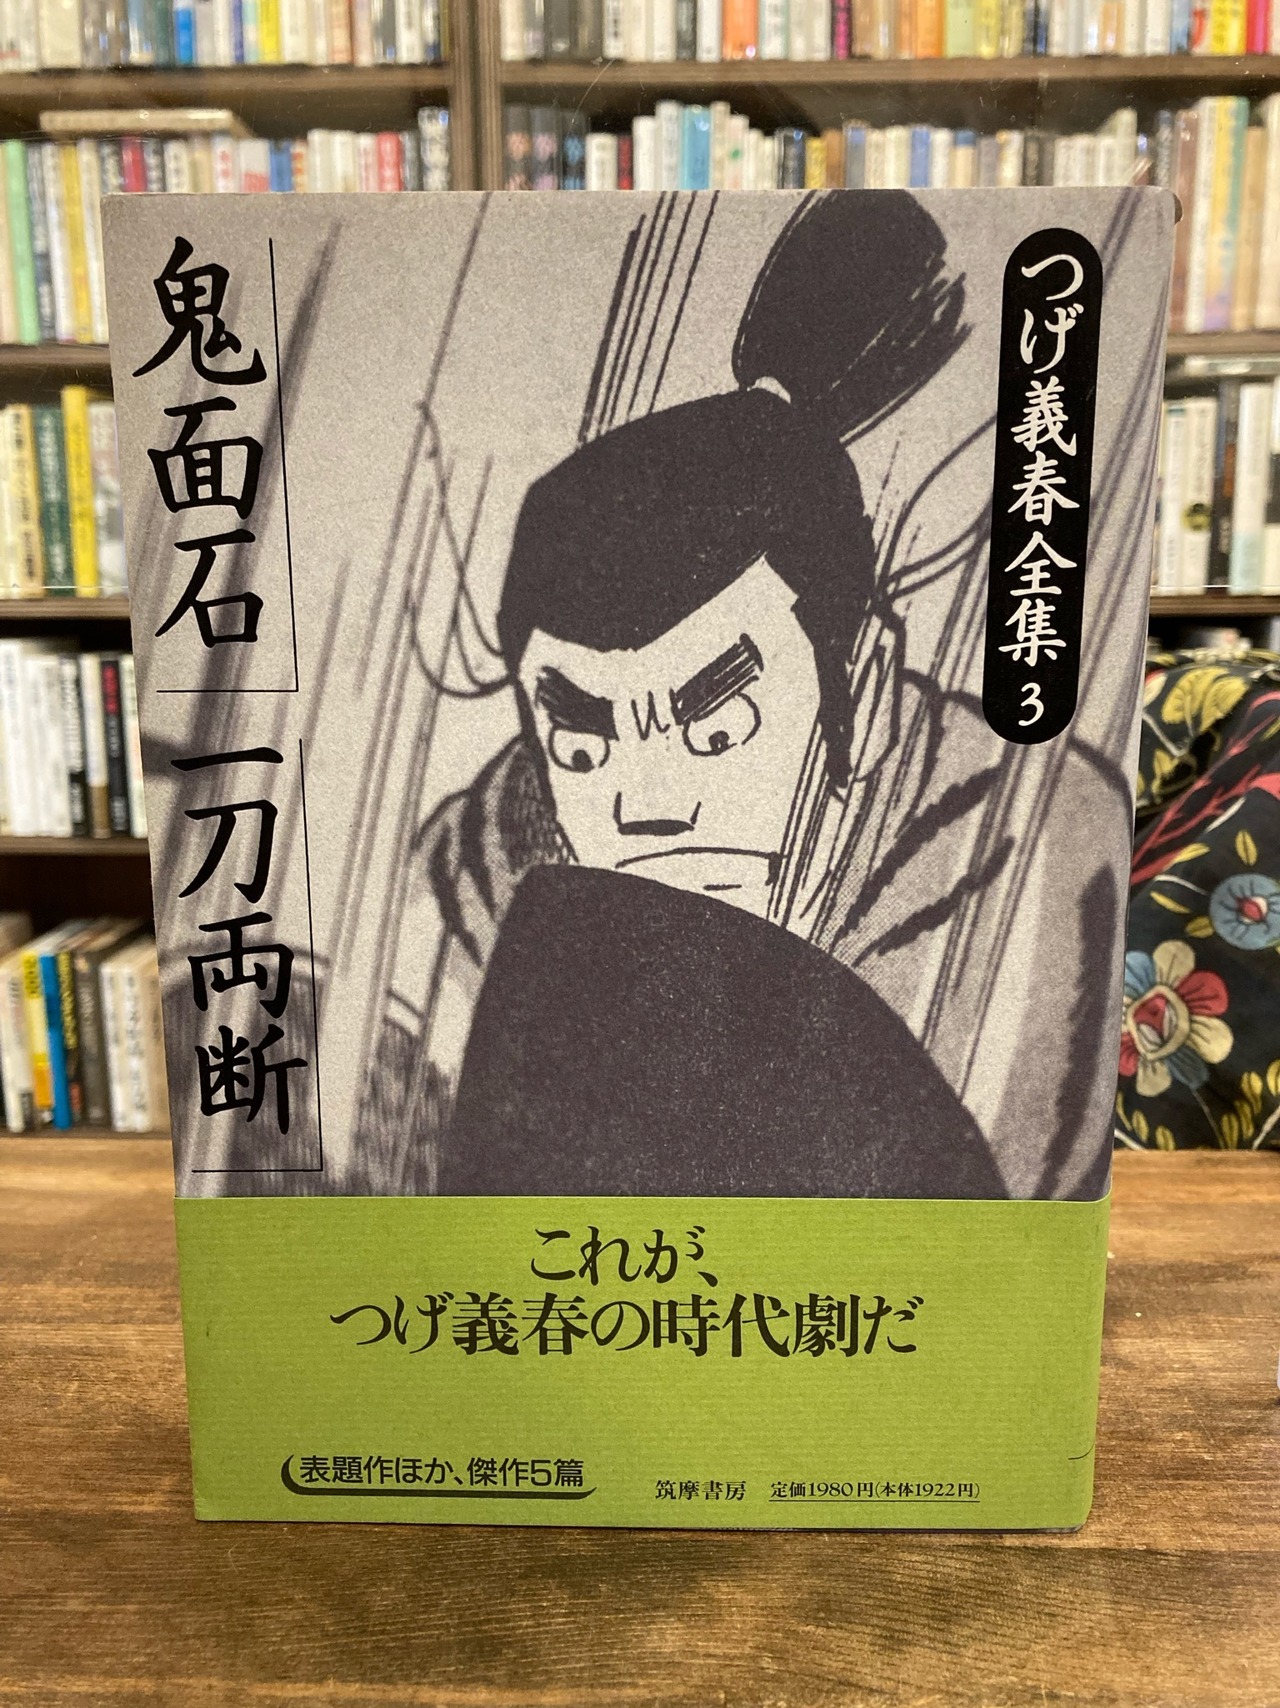 つげ義春全集 3
鬼面石
一刀両断
これが、
つげ義春の時代劇だ
表題作ほか、傑作5篇
筑摩書房 定価1980円(本体1922円)